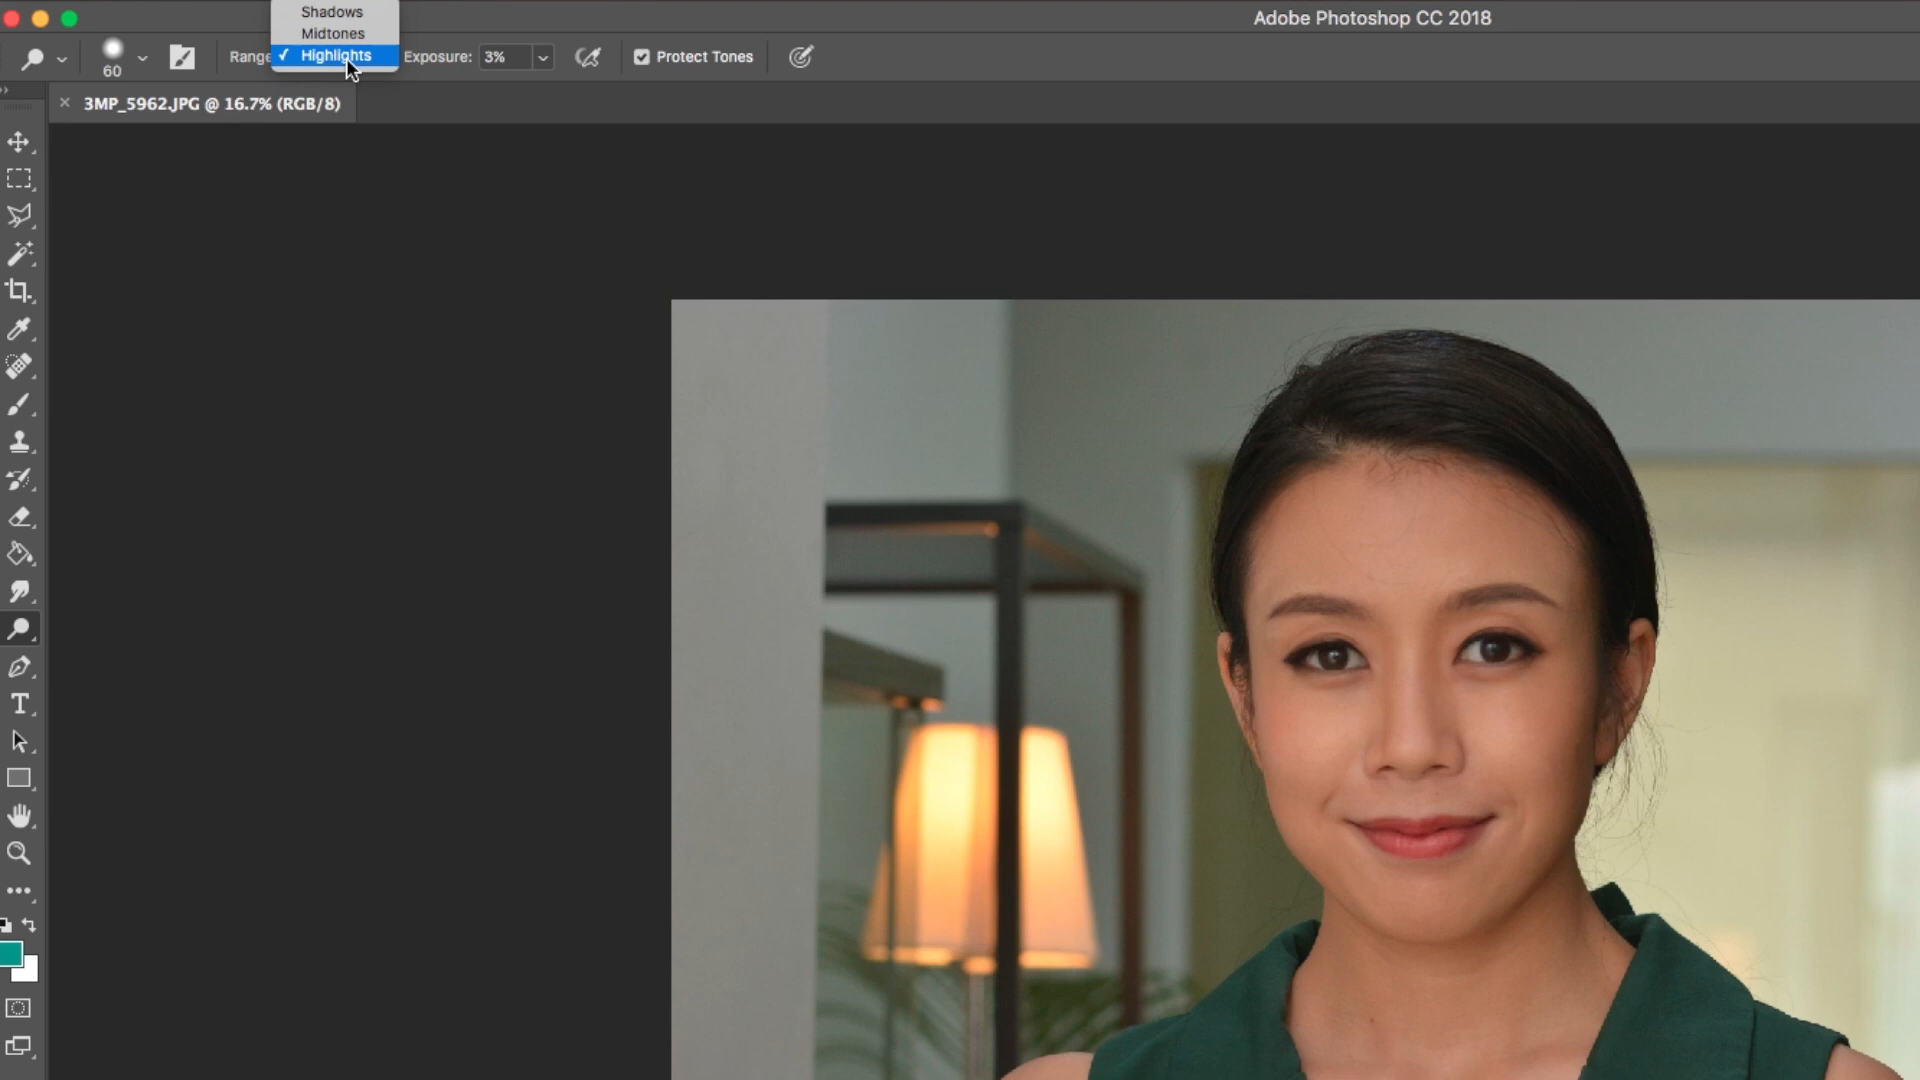 Adobe Photoshop CC 2018
Shadows
Midtones
✓ Highlights
60
Range
Exposure: 3%
Protect Tones
× 3MP_5962.JPG @ 16.7% (RGB/8)
T